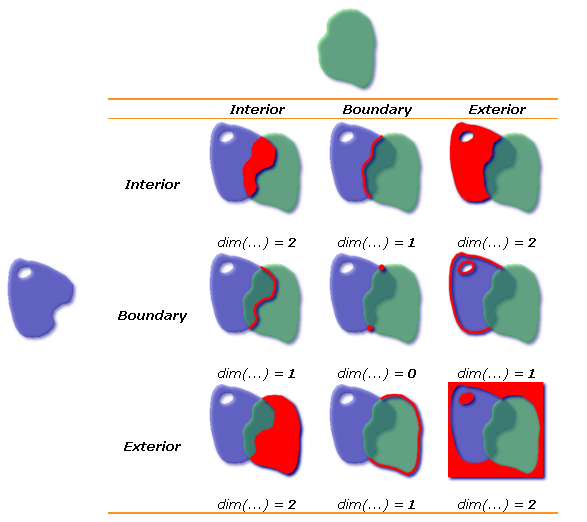 Interior Boundary Exterior
Interior
dim(...) = 2 dim(...) = 1 dim(...) = 2
Boundary
dim(...) = 1 dim(...) = 0 dim(...) = 1
Exterior
dim(...) = 2 dim(...) = 1 dim(...) = 2